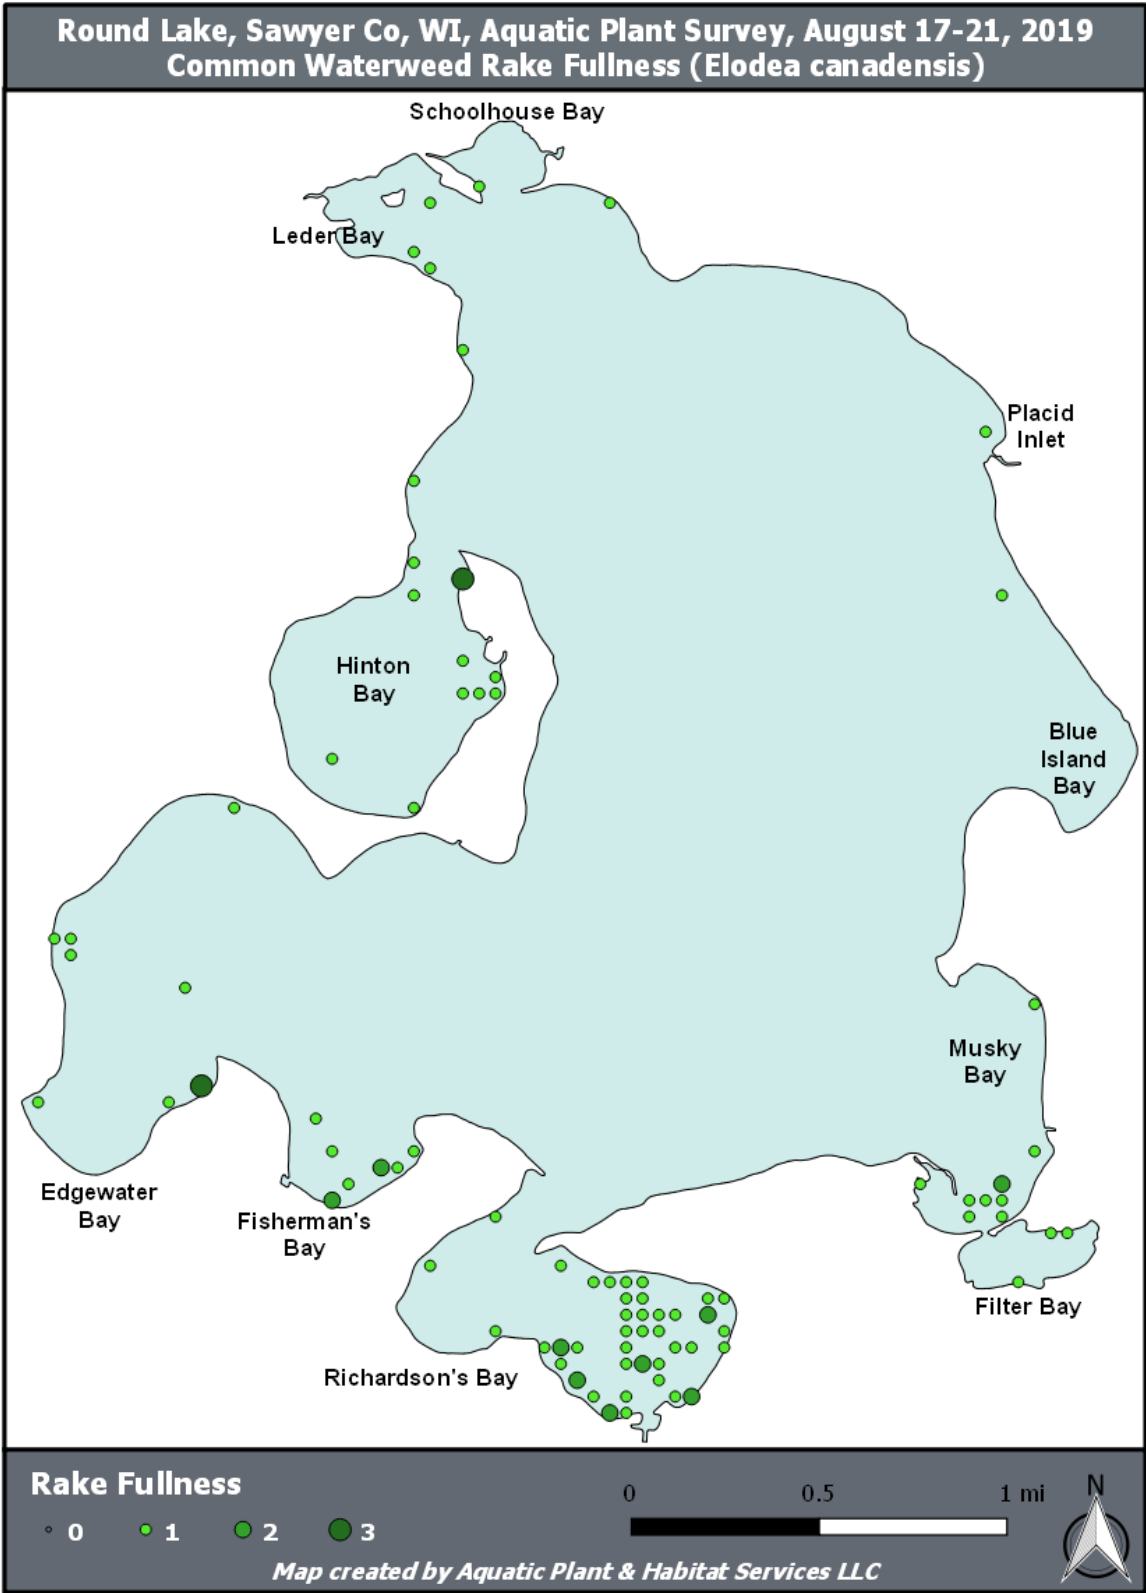 Round Lake, Sawyer Co, WI, Aquatic Plant Survey, August 17-21, 2019
Common Waterweed Rake Fullness (Elodea canadensis)
Schoolhouse Bay
Leder Bay
Placid
Inlet
Hinton
Bay
Blue
Island
Bay
Musky
Bay
Edgewater
Bay
Fisherman's
Bay
Filter Bay
Richardson's Bay
Rake Fullness
0 1 2 3
0 0.5 1 mi
N
Map created by Aquatic Plant & Habitat Services LLC